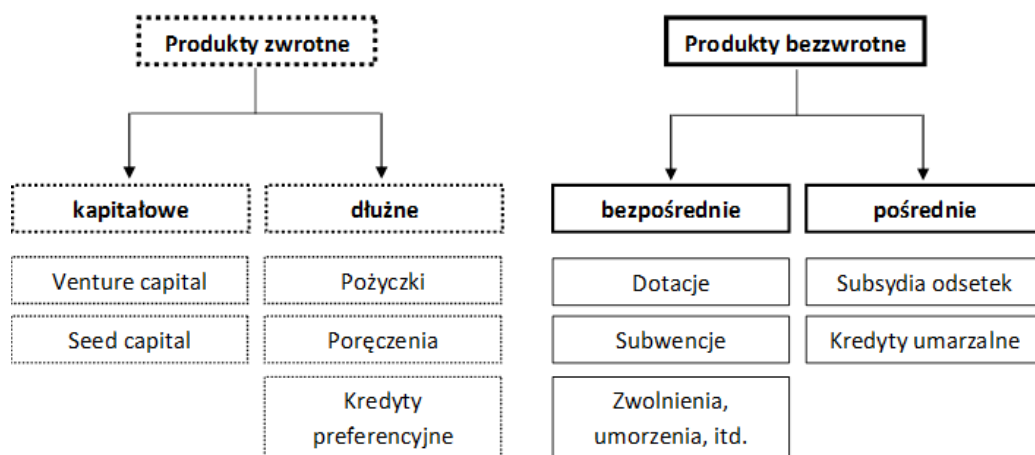 Produkty zwrotne
Produkty bezzwrotne
kapitałowe
dłużne
bezpośrednie
pośrednie
Venture capital
Pożyczki
Dotacje
Subsydia odsetek
Seed capital
Poręczenia
Subwencje
Kredyty umarzalne
Kredyty
preferencyjne
Zwolnienia,
umorzenia, itd.